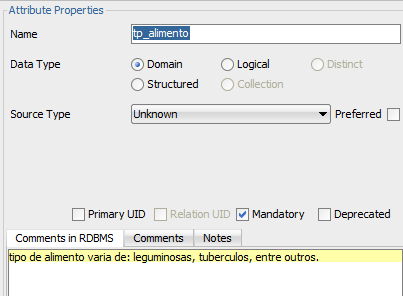 Attribute Properties
Name tp_alimento
Data Type Domain Logical Distinct
Structured Collection
Source Type Unknown Preferred
Primary UID Relation UID Mandatory Deprecated
Comments in RDBMS Comments Notes
tipo de alimento varia de: leguminosas, tuberculos, entre outros.